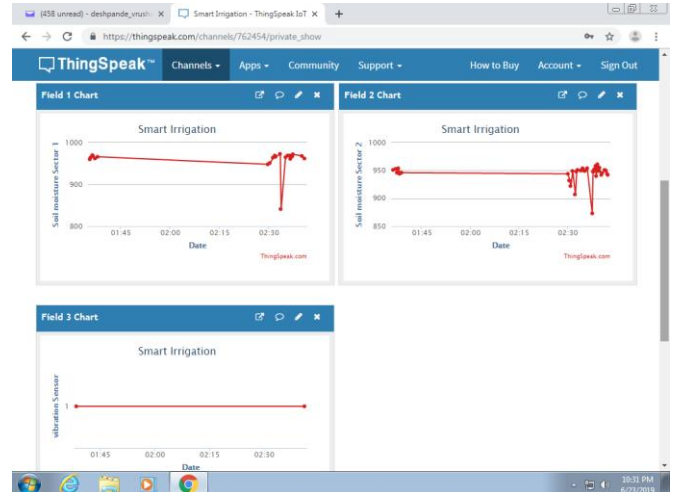 (458 unread) - deshpande_vrush
Smart Irrigation - ThingSpeak IoT
https://thingspeak.com/channels/762454/private_show
ThingSpeak™ Channels Apps Community Support How to Buy Account Sign Out
Field 1 Chart
Smart Irrigation
Soil moisture Sector 1
1000
900
800
01:45 02:00 02:15 02:30
Date
ThingSpeak.com
Field 2 Chart
Smart Irrigation
Soil moisture Sector 2
1000
950
900
850
01:45 02:00 02:15 02:30
Date
ThingSpeak.com
Field 3 Chart
Smart Irrigation
vibration Sensor
1
01:45 02:00 02:15 02:30
Date
10:31 PM
6/23/2019